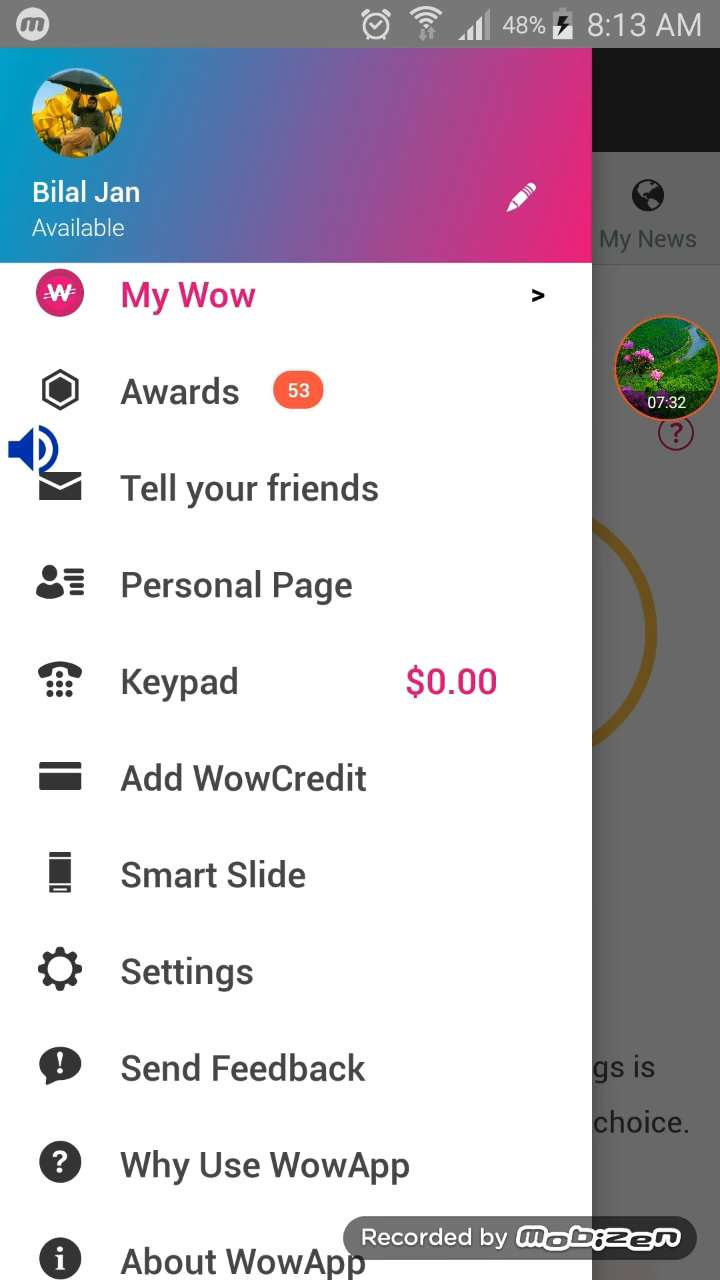 48% 8:13 AM
Bilal Jan
Available
My News
My Wow >
07:32
?
Awards 53
Tell your friends
Personal Page
Keypad $0.00
Add WowCredit
Smart Slide
Settings
gs is
Send Feedback
choice.
Why Use WowApp
Recorded by mobizen
About WowApp